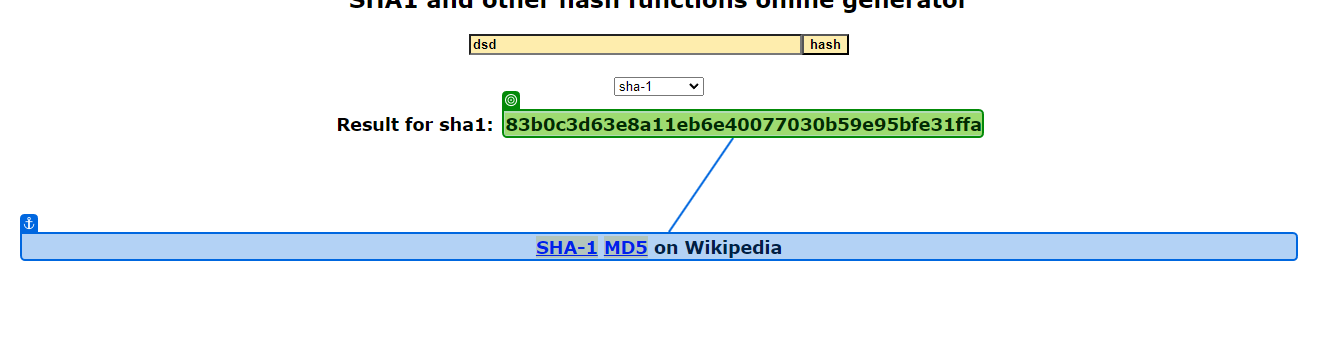 SHA1 and other hash functions online generator
dsd hash
sha-1
Result for sha1: 83b0c3d63e8a11eb6e40077030b59e95bfe31ffa
SHA-1 MD5 on Wikipedia